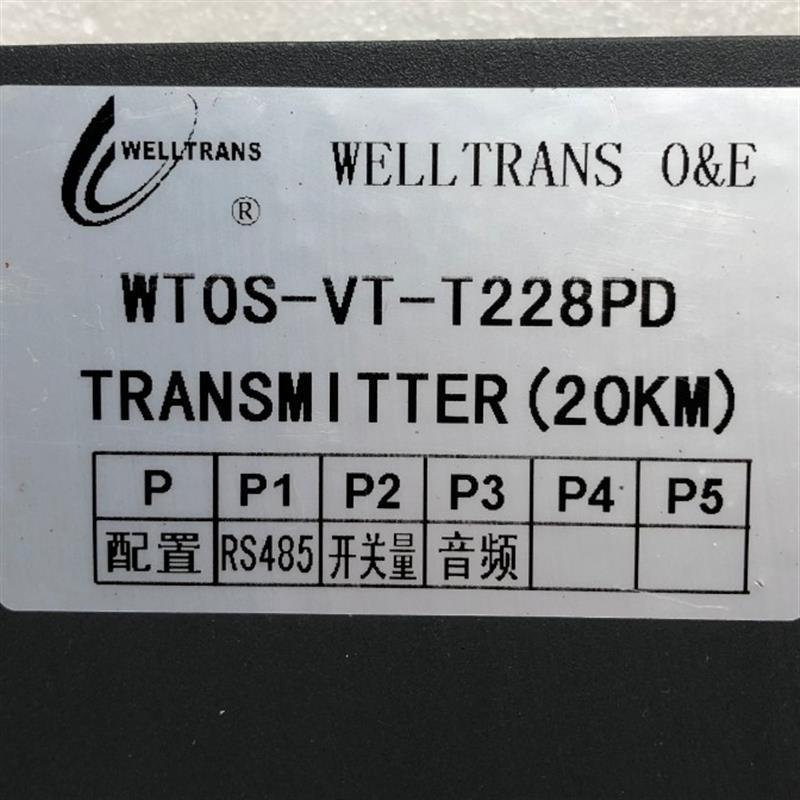 WELLTRANS ® WELLTRANS O&E
WTOS-VT-T228PD
TRANSMITTER(20KM)
P P1 P2 P3 P4 P5
配置 RS485 开关量 音频